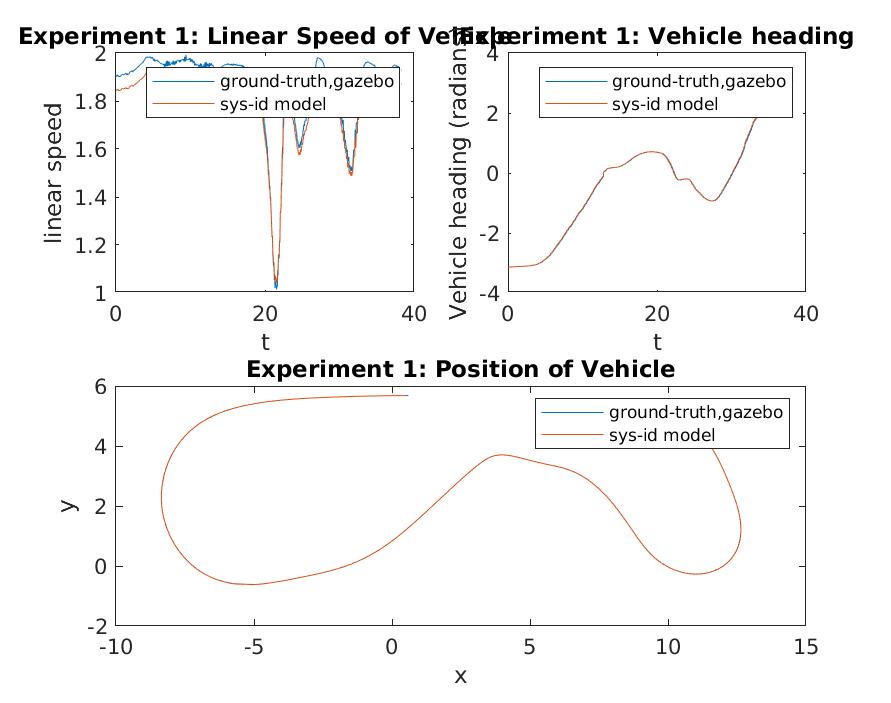 Experiment 1: Linear Speed of Vehicle
Experiment 1: Vehicle heading
2
1.8
1.6
1.4
1.2
1
linear speed
ground-truth,gazebo
sys-id model
0
20
40
t
4
2
0
-2
-4
Vehicle heading (radians)
ground-truth,gazebo
sys-id model
0
20
40
t
Experiment 1: Position of Vehicle
6
4
2
0
-2
y
ground-truth,gazebo
sys-id model
-10
-5
0
5
10
15
x